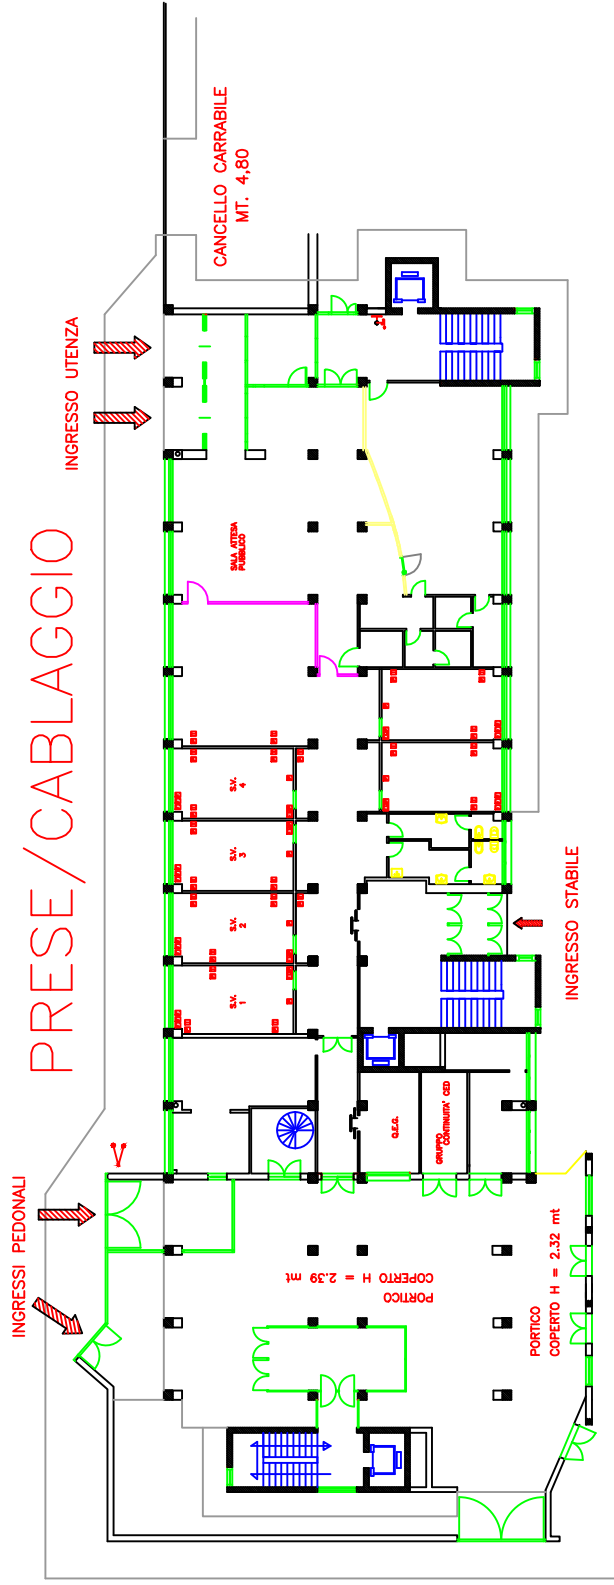 PRESE/CABLAGGIO
CANCELLO CARRABILE
MT. 4,80
INGRESSO UTENZA
SALA ATTESA
PUBBLICO
S.V.
4
S.V.
3
S.V.
2
S.V.
1
INGRESSO STABILE
Q.E.G.
GRUPPO
CONTINUITA' CED
INGRESSI PEDONALI
PORTICO
COPERTO H = 2.39 mt
PORTICO
COPERTO H = 2.32 mt